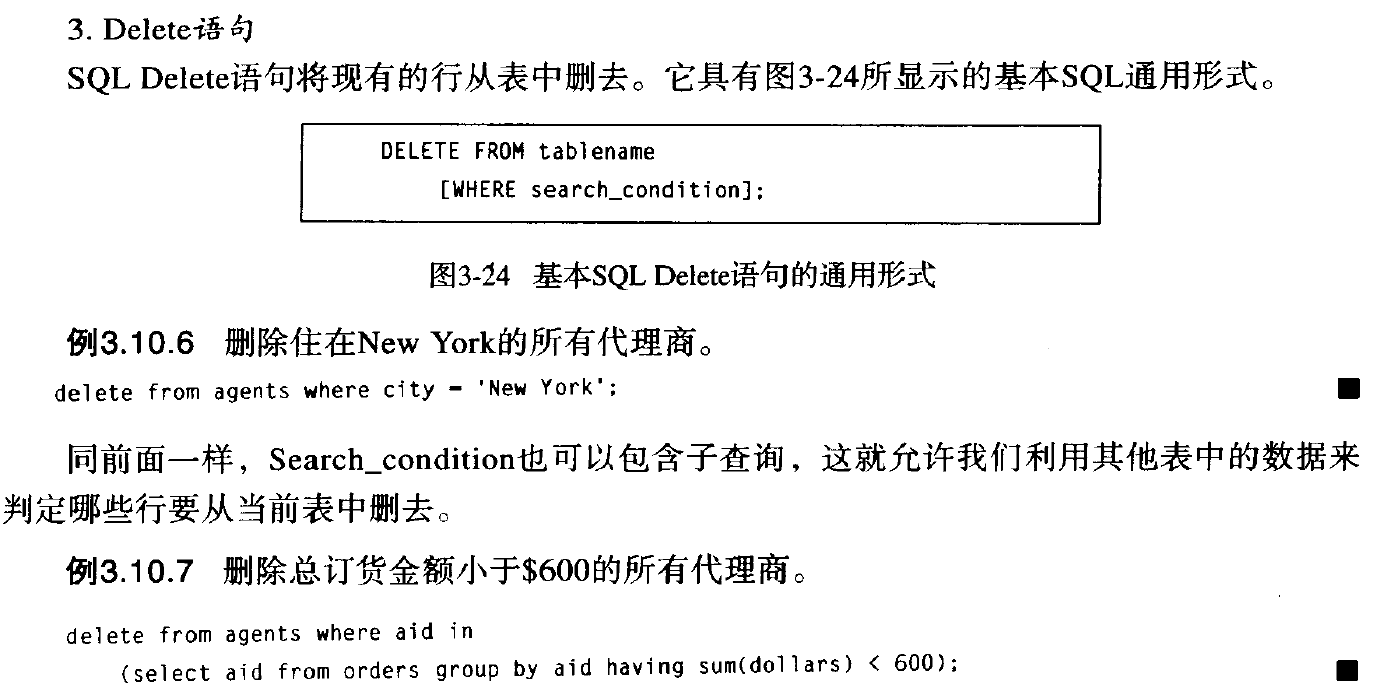 3. Delete语句
SQL Delete语句将现有的行从表中删去。它具有图3-24所显示的基本SQL通用形式。
DELETE FROM tablename
[WHERE search_condition];
图3-24 基本SQL Delete语句的通用形式
例3.10.6 删除住在New York的所有代理商。
delete from agents where city = 'New York';
同前面一样，Search_condition也可以包含子查询，这就允许我们利用其他表中的数据来
判定哪些行要从当前表中删去。
例3.10.7 删除总订货金额小于$600的所有代理商。
delete from agents where aid in
(select aid from orders group by aid having sum(dollars) < 600);